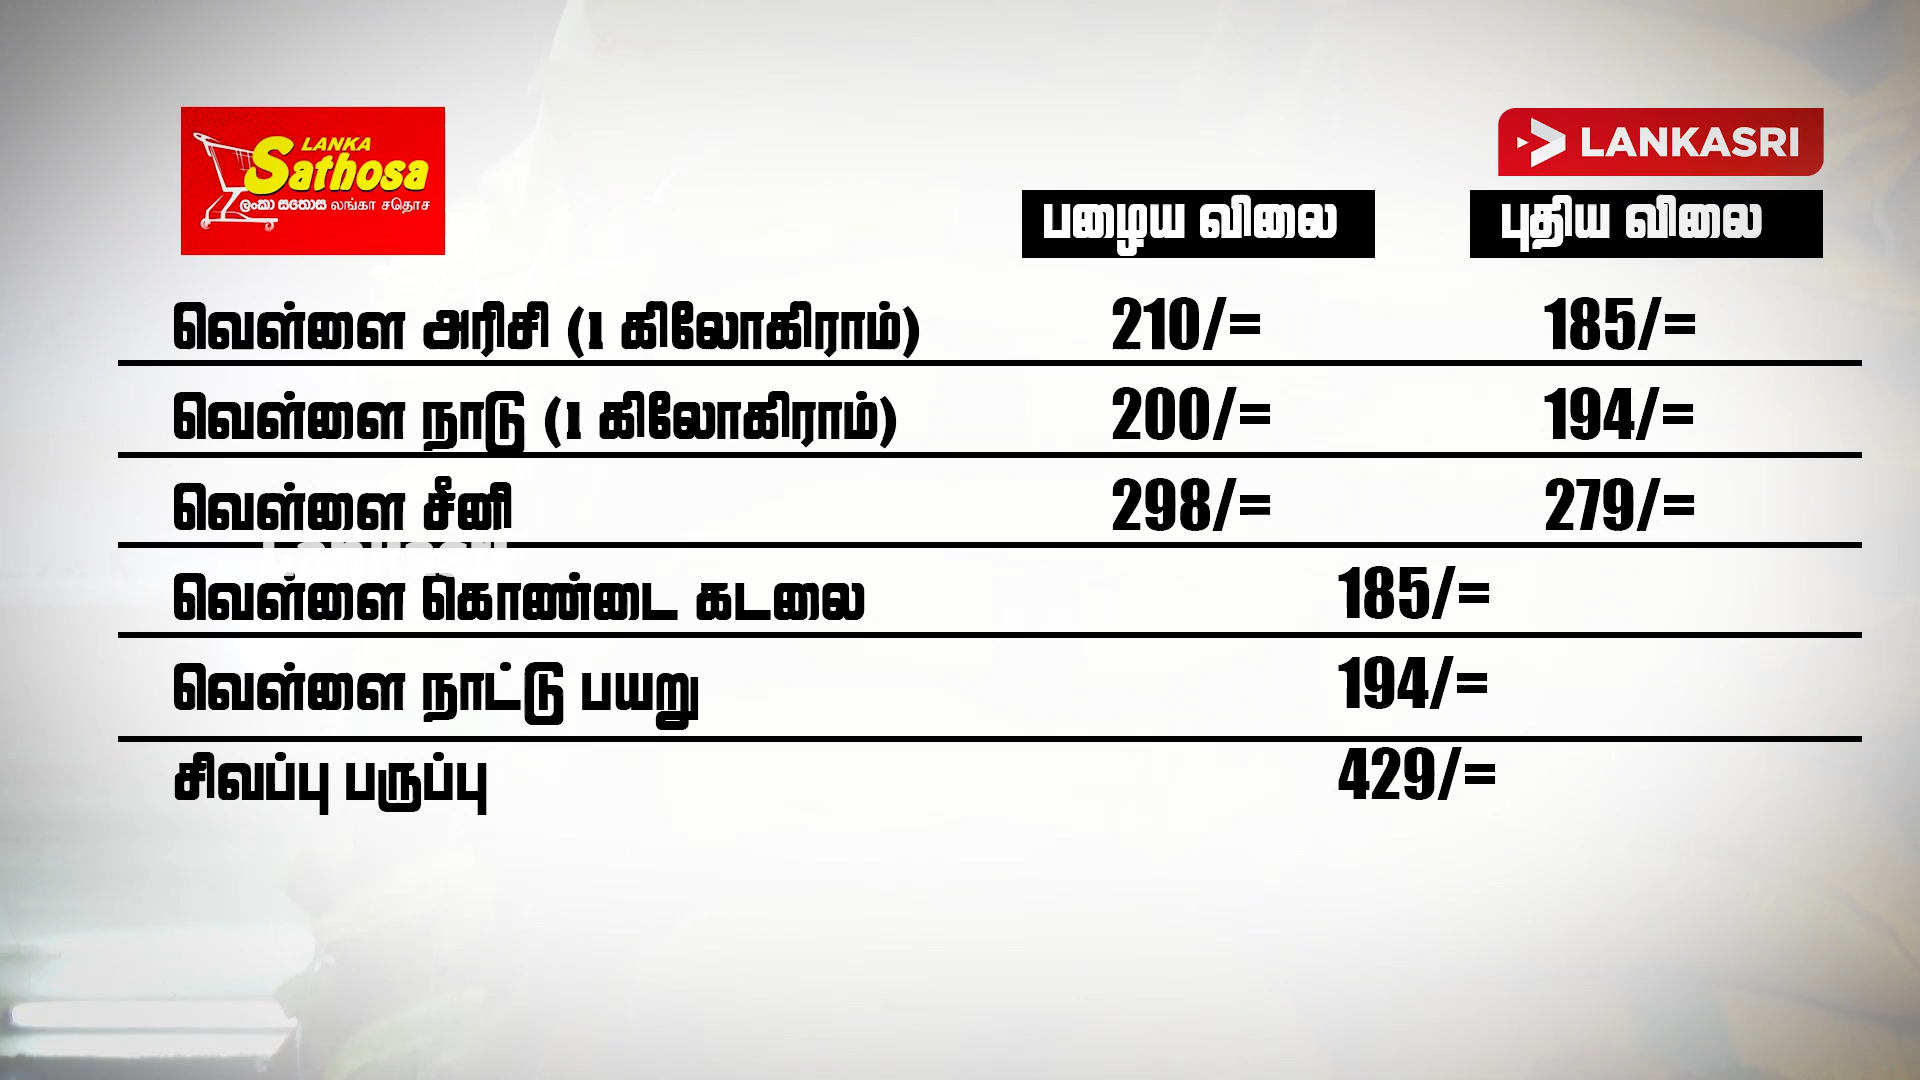 LANKA
Sathosa
ලංකා සතොස லங்கா சதொச
LANKASRI
பழைய விலை புதிய விலை
வெள்ளை அரிசி (1 கிலோகிராம்) 210/= 185/=
வெள்ளை நாடு (1 கிலோகிராம்) 200/= 194/=
வெள்ளை சீனி 298/= 279/=
வெள்ளை கொண்டை கடலை 185/=
வெள்ளை நாட்டு பயறு 194/=
சிவப்பு பருப்பு 429/=